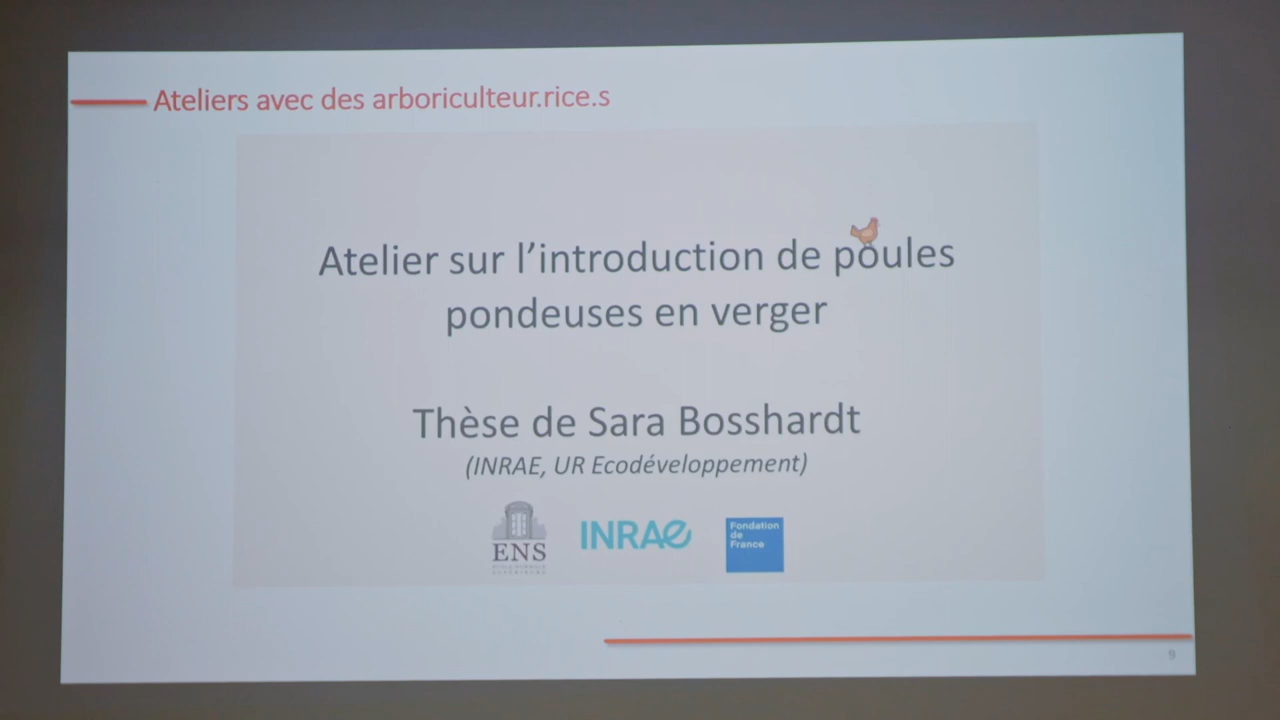 Ateliers avec des arboriculteur.rice.s
Atelier sur l'introduction de poules
pondeuses en verger
Thèse de Sara Bosshardt
(INRAE, UR Ecodéveloppement)
ENS
INRAE
Fondation
de
France
9